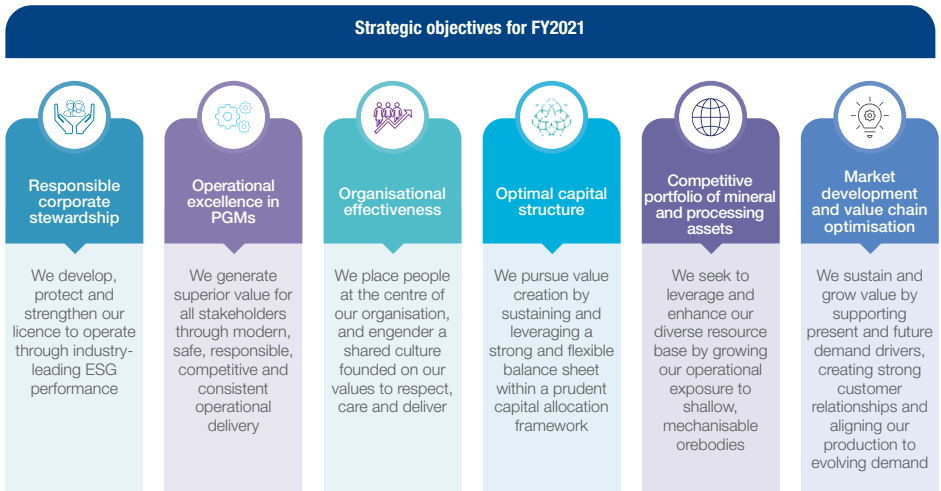 Strategic objectives for FY2021
Responsible
corporate
stewardship
We develop,
protect and
strengthen our
licence to operate
through industry-
leading ESG
performance
Operational
excellence in
PGMs
We generate
superior value for
all stakeholders
through modern,
safe, responsible,
competitive and
consistent
operational
delivery
Organisational
effectiveness
We place people
at the centre of
our organisation,
and engender a
shared culture
founded on our
values to respect,
care and deliver
Optimal capital
structure
We pursue value
creation by
sustaining and
leveraging a
strong and flexible
balance sheet
within a prudent
capital allocation
framework
Competitive
portfolio of mineral
and processing
assets
We seek to
leverage and
enhance our
diverse resource
base by growing
our operational
exposure to
shallow,
mechanisable
orebodies
Market
development
and value chain
optimisation
We sustain and
grow value by
supporting
present and future
demand drivers,
creating strong
customer
relationships and
aligning our
production to
evolving demand